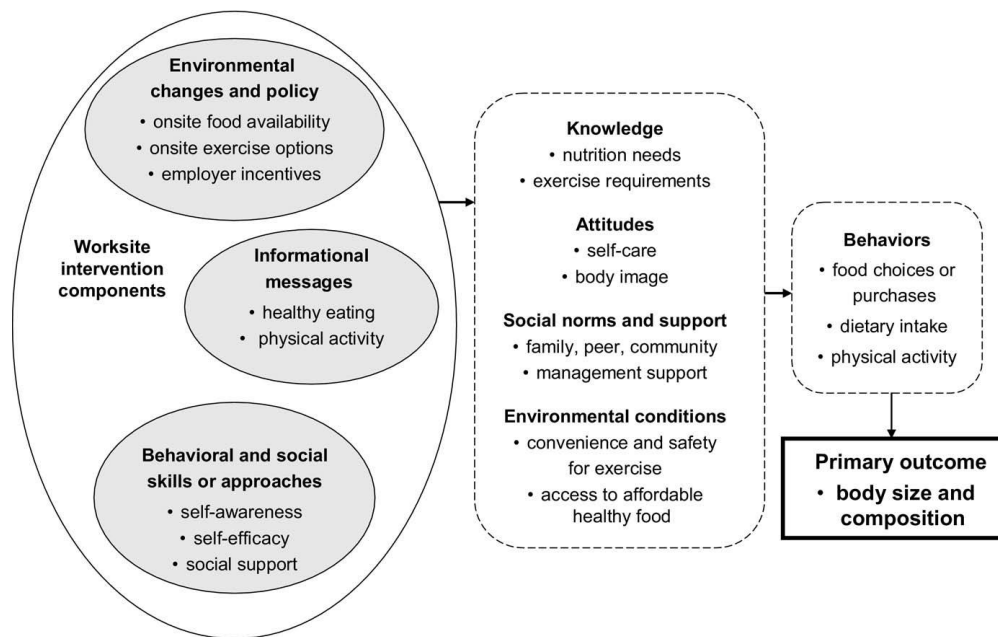 Environmental
changes and policy
• onsite food availability
• onsite exercise options
• employer incentives
Worksite
intervention
components
Informational
messages
• healthy eating
• physical activity
Behavioral and social
skills or approaches
• self-awareness
• self-efficacy
• social support
Knowledge
• nutrition needs
• exercise requirements
Attitudes
• self-care
• body image
Social norms and support
• family, peer, community
• management support
Environmental conditions
• convenience and safety
for exercise
• access to affordable
healthy food
Behaviors
• food choices or
purchases
• dietary intake
• physical activity
Primary outcome
• body size and
composition